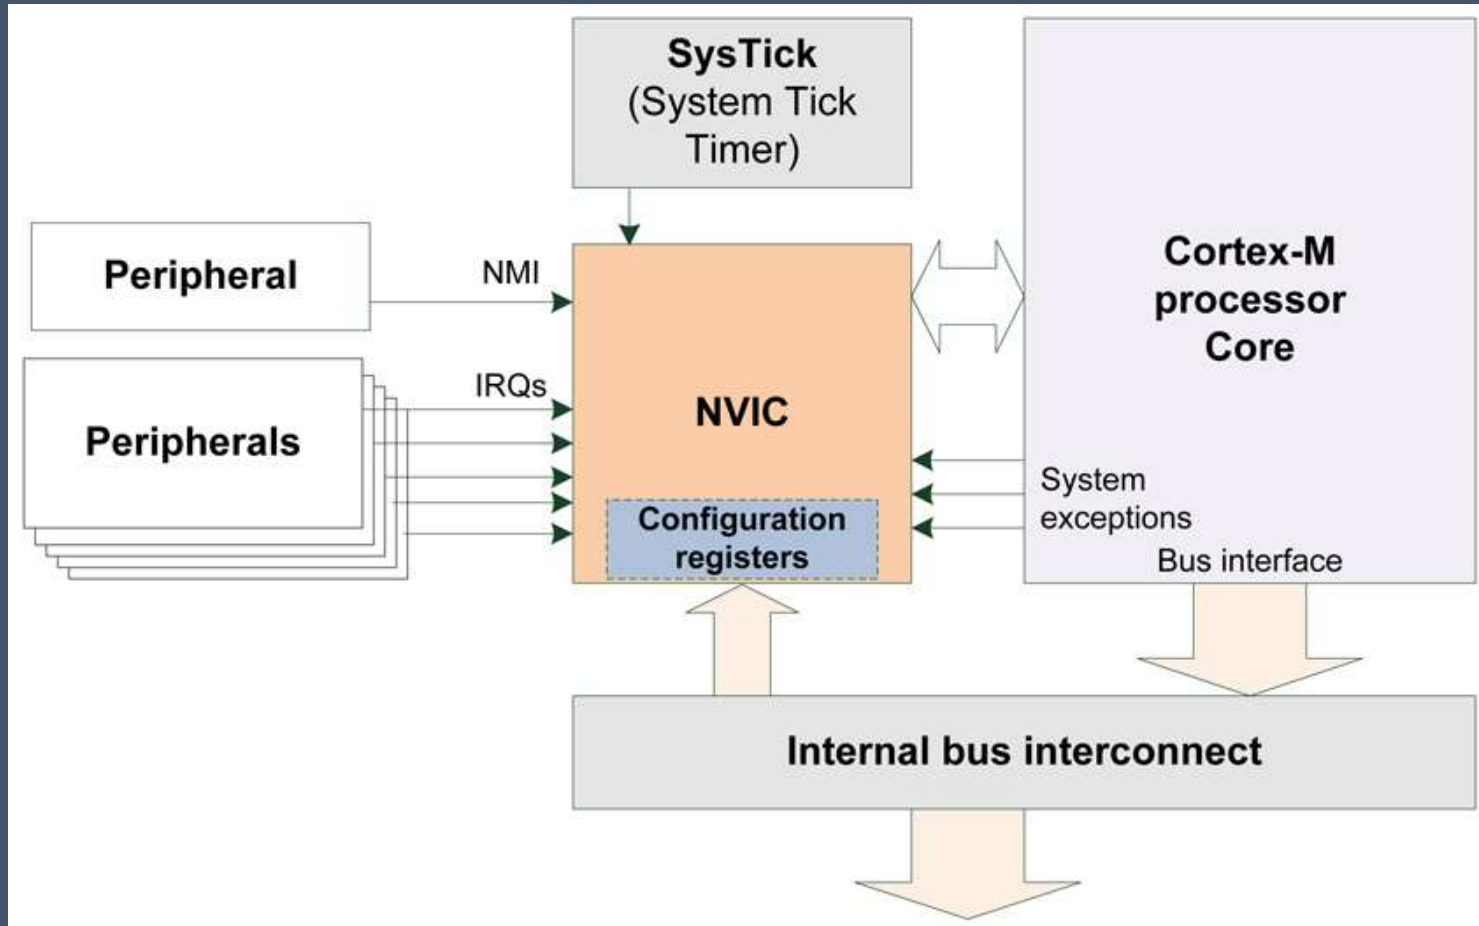 SysTick
(System Tick
Timer)
Peripheral
NMI
Cortex-M
processor
Core
IRQs
Peripherals
NVIC
System
exceptions
Configuration
registers
Bus interface
Internal bus interconnect